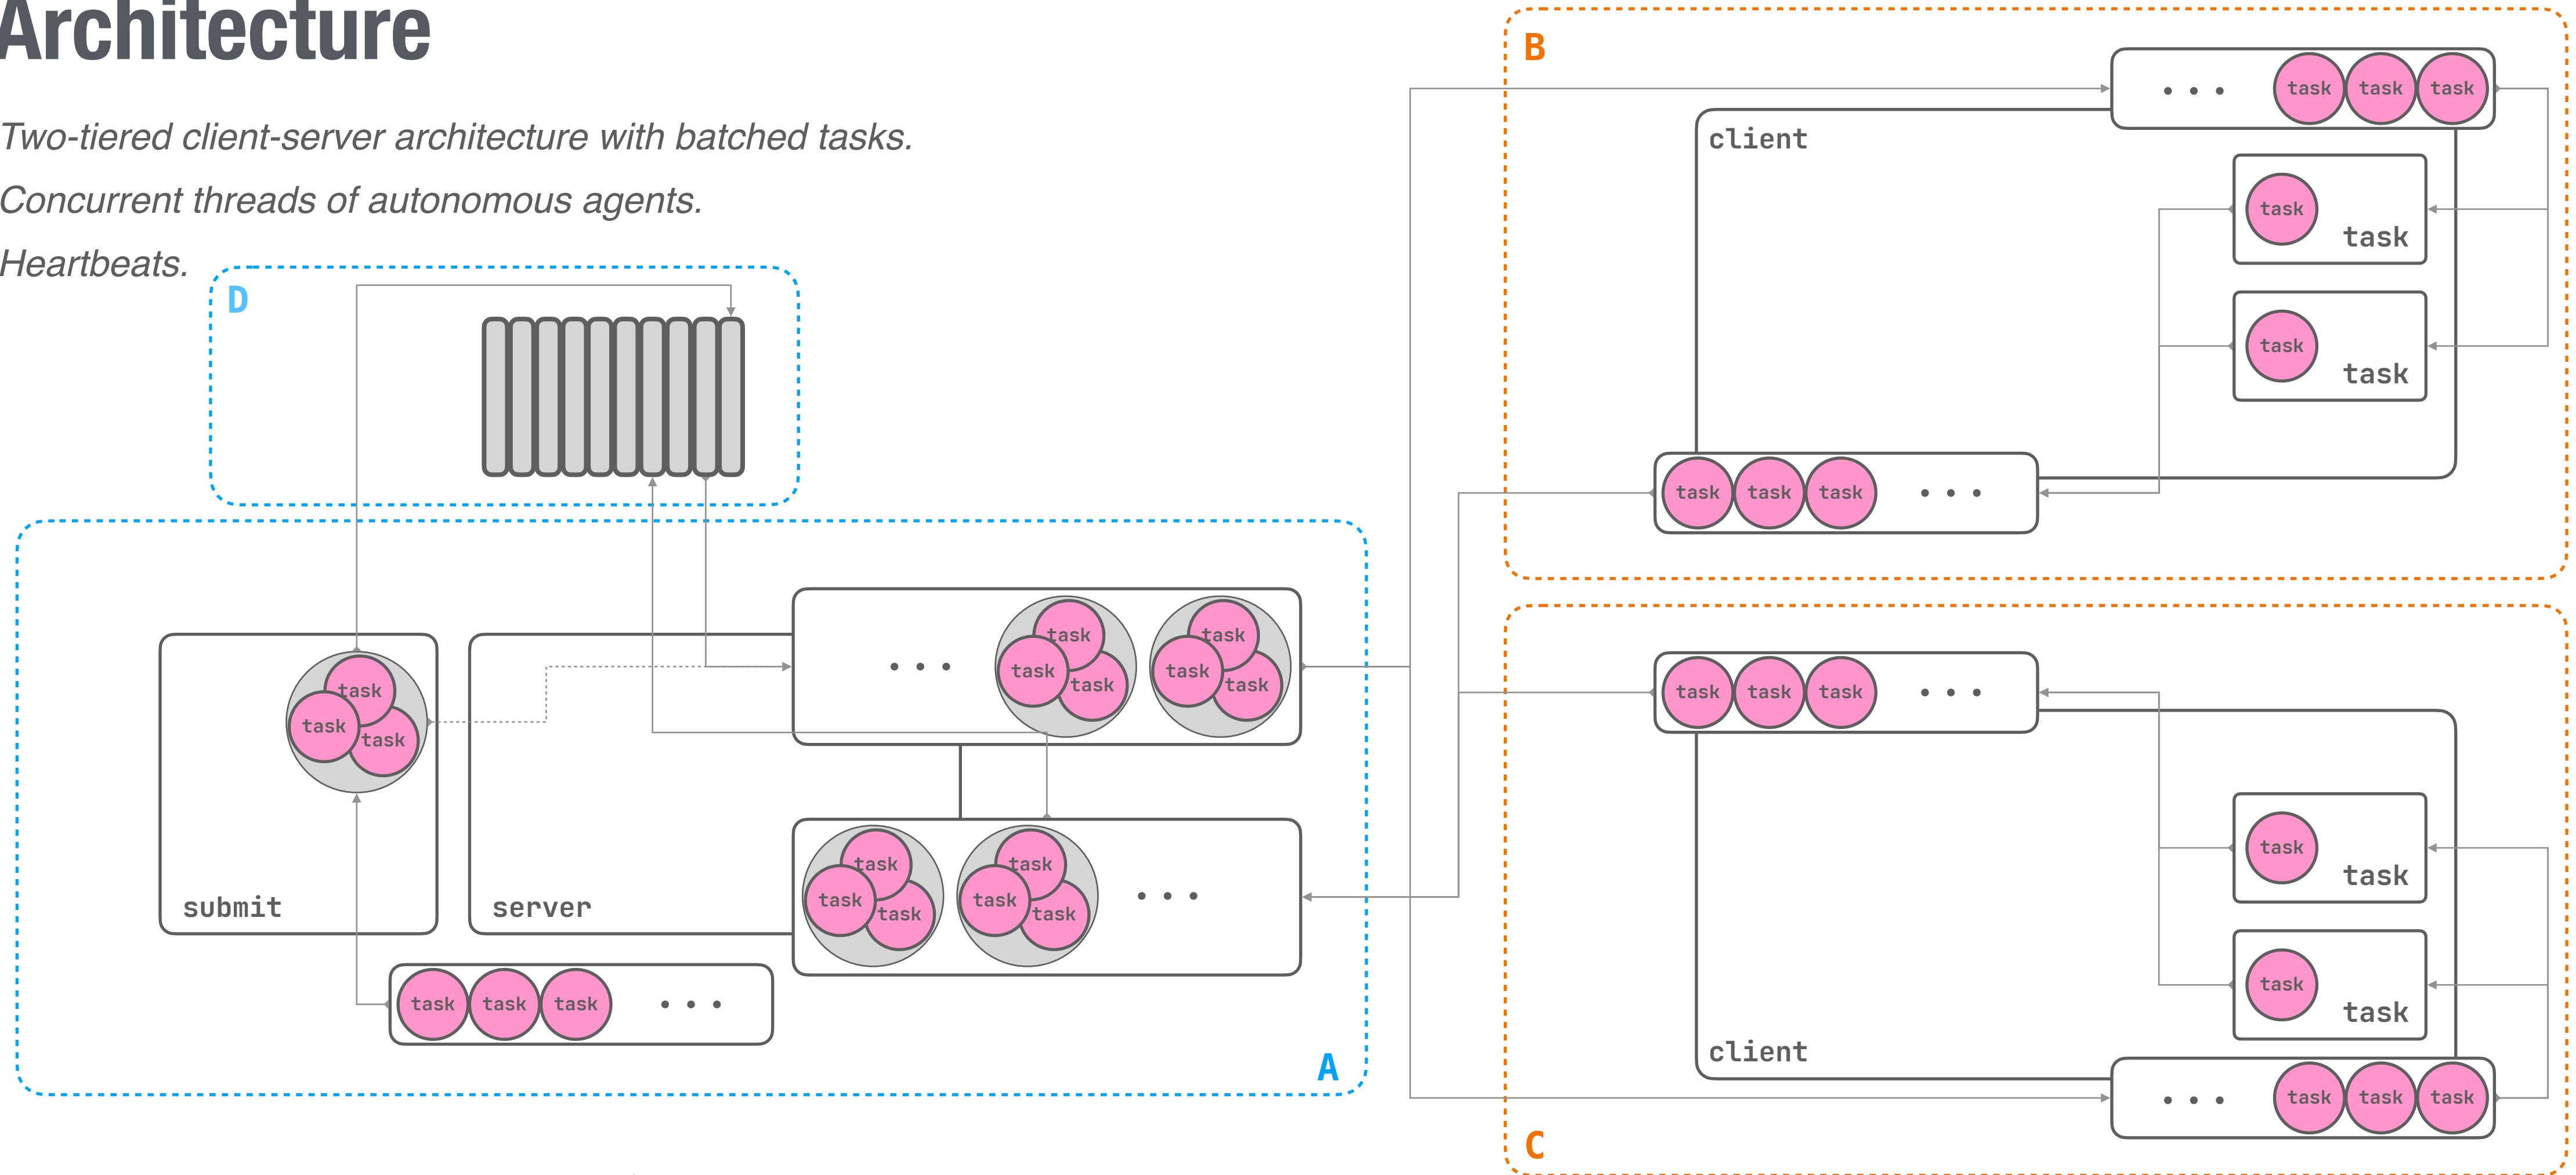 Architecture
Two-tiered client-server architecture with batched tasks.
Concurrent threads of autonomous agents.
Heartbeats.
D
B
• • • task task task
client
task task
task task
task task task • • •
• • • task task task task task task
task task task
submit
server
task task task task task task • • •
task task task • • •
A
task task task • • •
task task
task task
client
• • • task task task
C